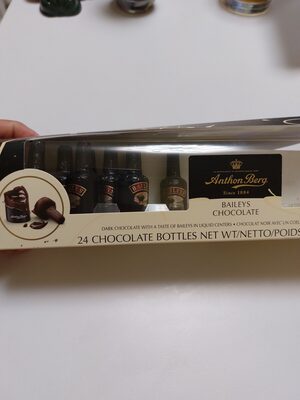 Anthon Berg
Since 1884
BAILEYS
CHOCOLATE
DARK CHOCOLATE WITH A TASTE OF BAILEYS IN LIQUID CENTERS • CHOCOLAT NOIR AVEC UN
24 CHOCOLATE BOTTLES NET WT/NETTO/POIDS